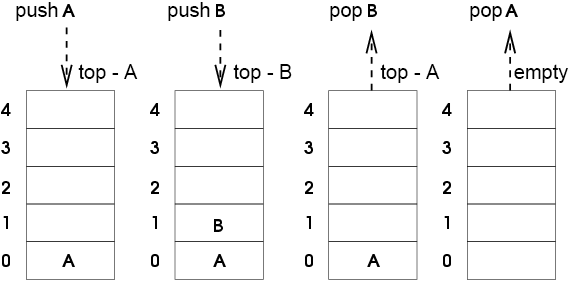 push A push B pop B pop A
top - A top - B top - A empty
4 4 4 4
3 3 3 3
2 2 2 2
1 1 B 1 1
0 A 0 A 0 A 0